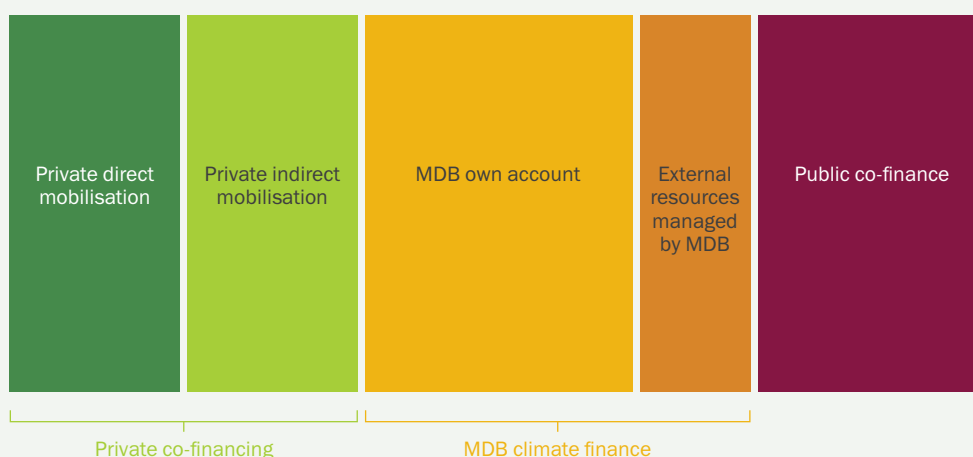 Private direct
mobilisation
Private indirect
mobilisation
MDB own account
External
resources
managed
by MDB
Public co-finance
Private co-financing
MDB climate finance